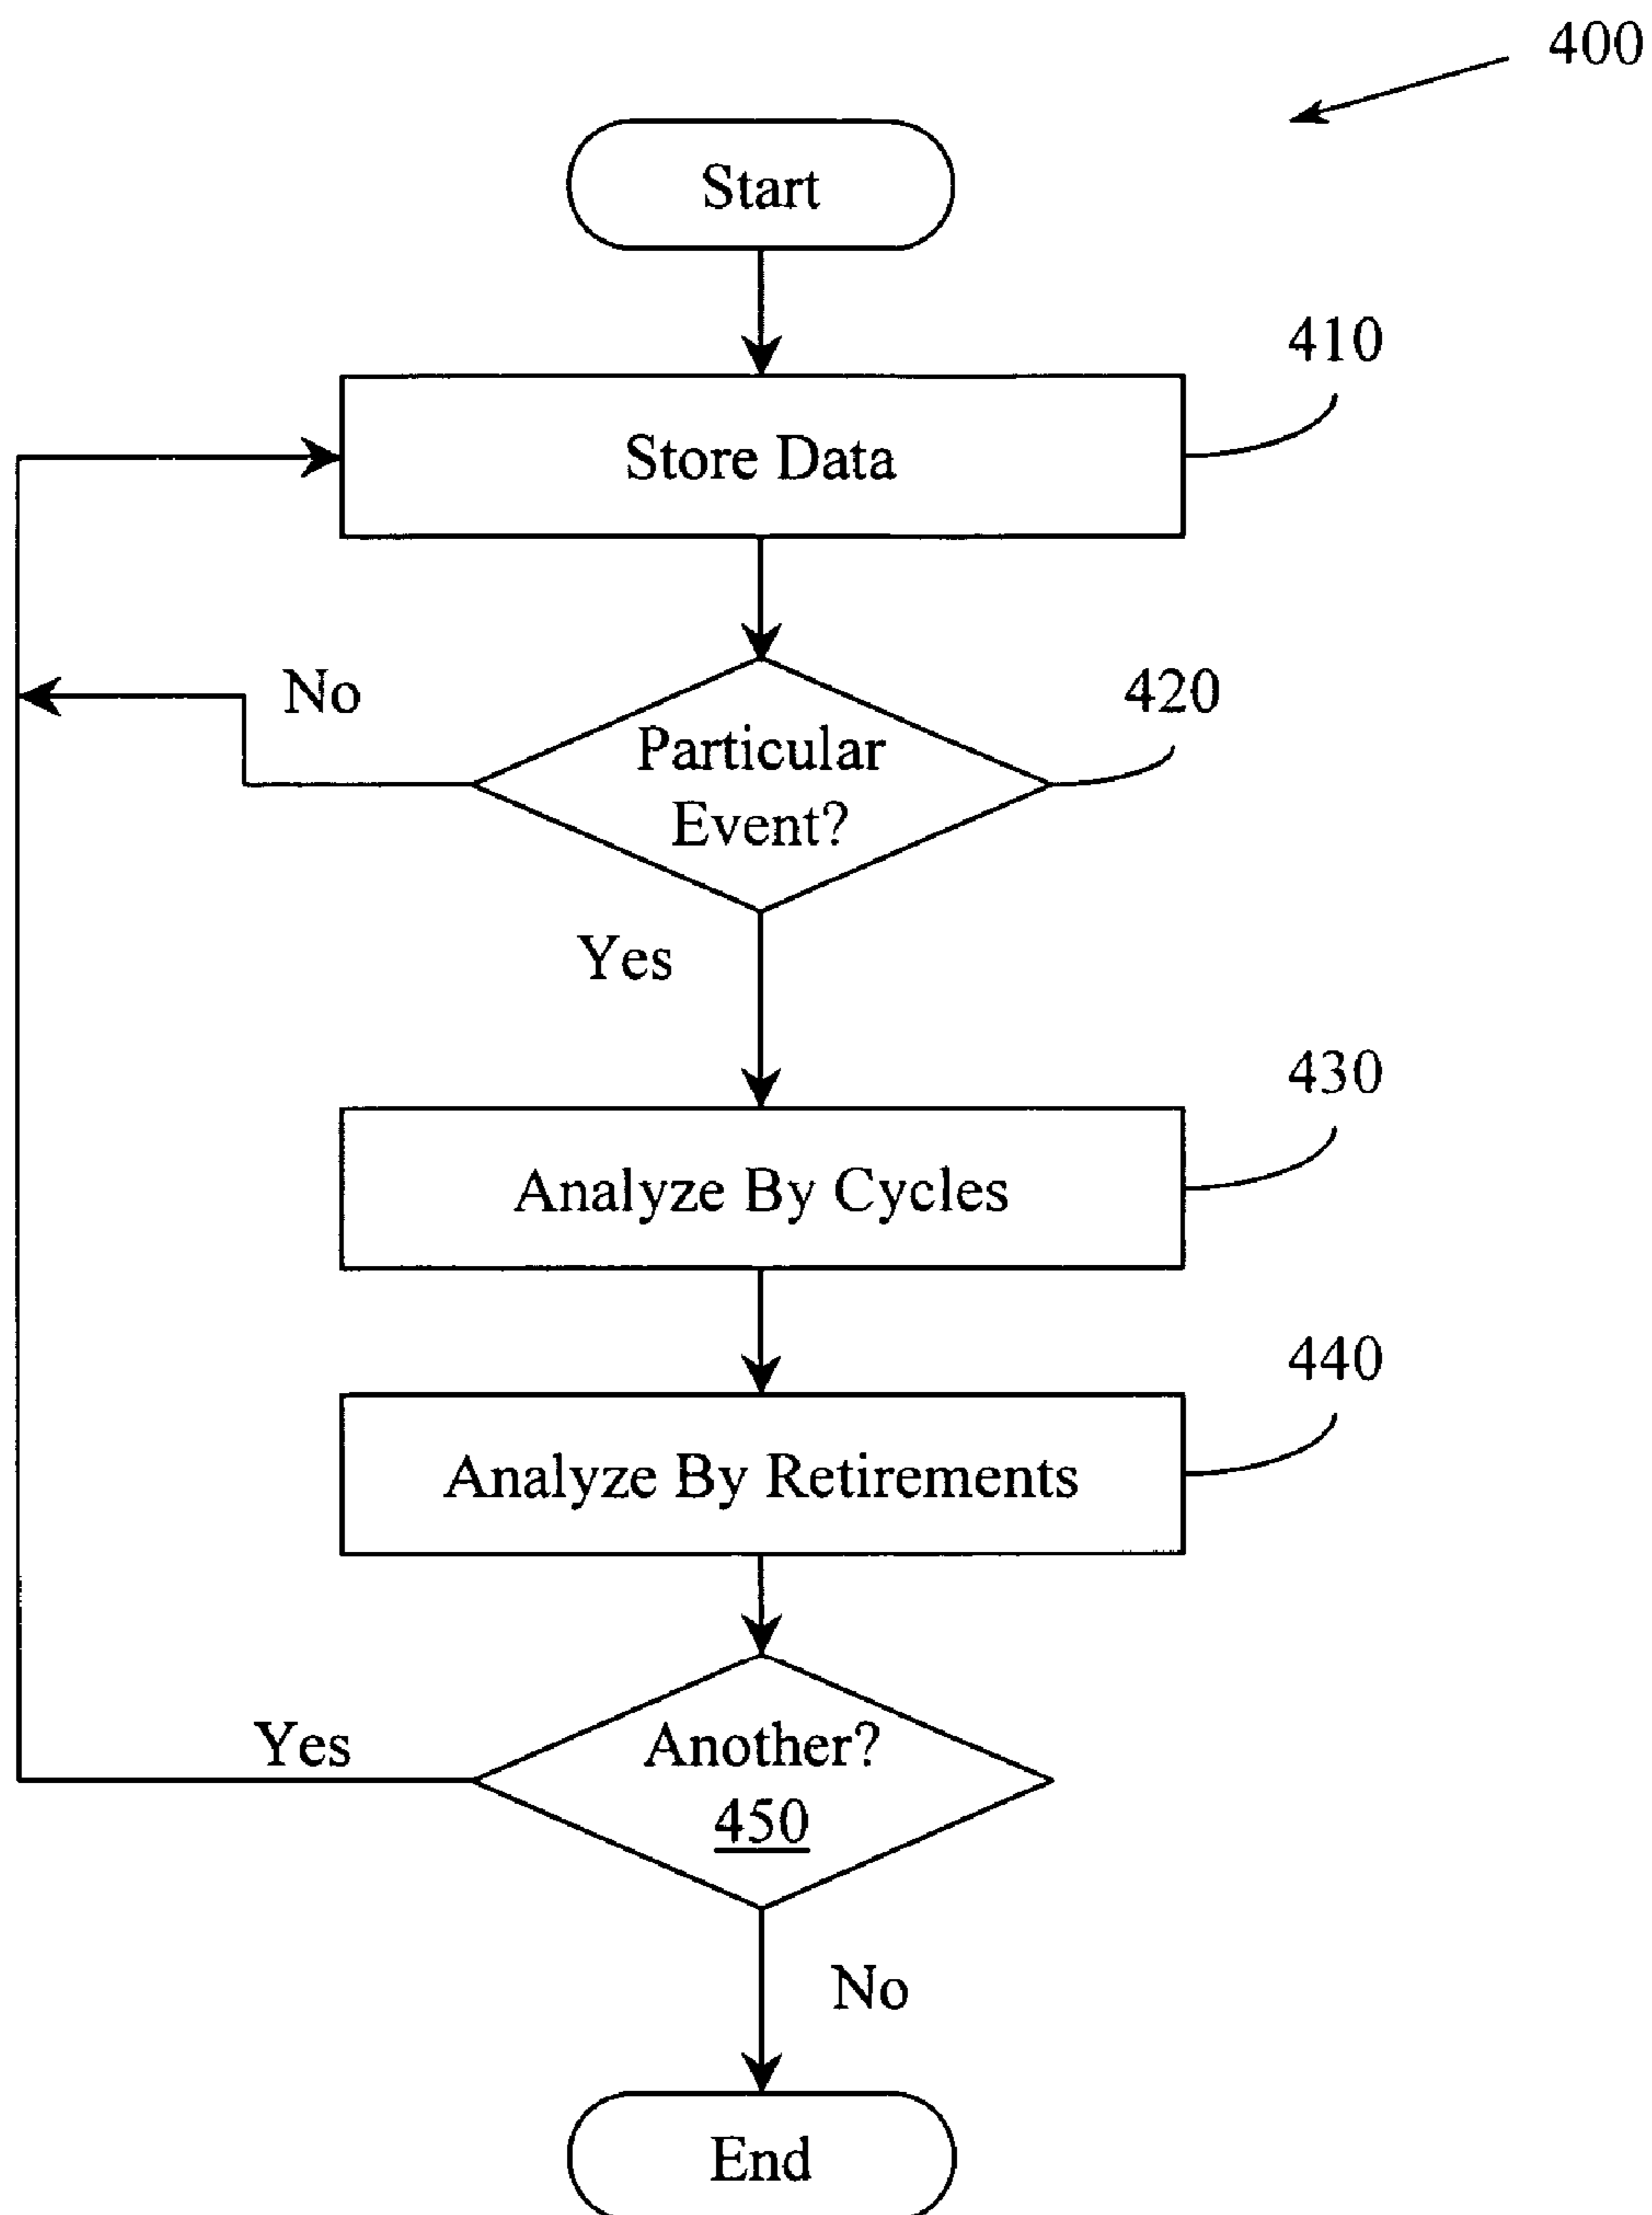 400
Start
410
Store Data
No
420
Particular
Event?
Yes
430
Analyze By Cycles
440
Analyze By Retirements
Yes
Another?
450
No
End